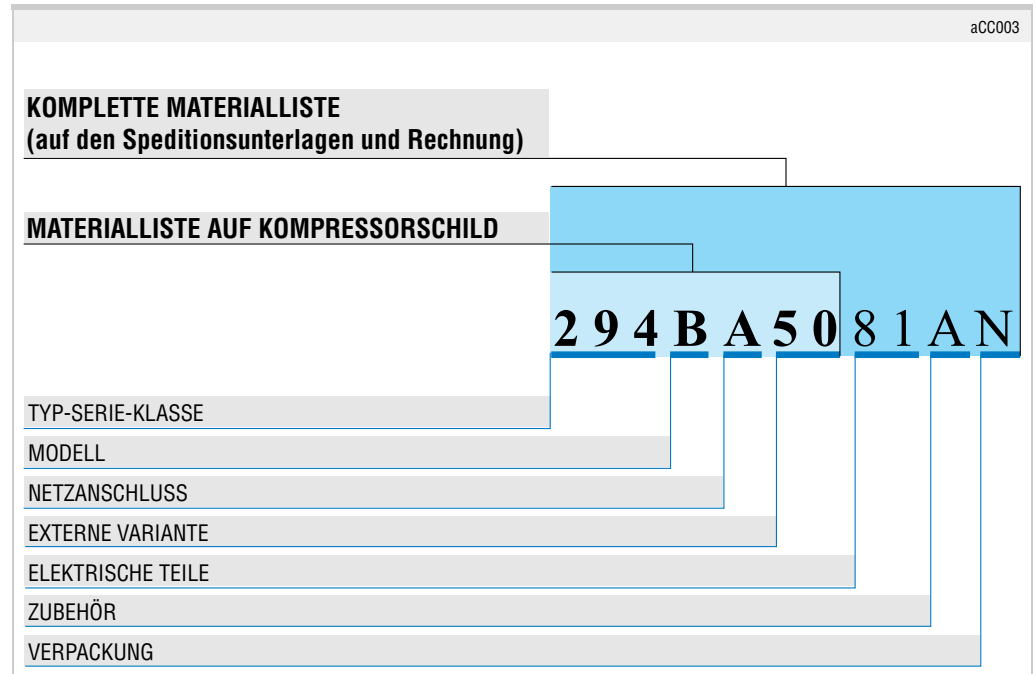 aCC003
KOMPLETTE MATERIALLISTE
(auf den Speditionsunterlagen und Rechnung)
MATERIALLISTE AUF KOMPRESSORSCHILD
2 9 4 B A 5 0 8 1 A N
TYP-SERIE-KLASSE
MODELL
NETZANSCHLUSS
EXTERNE VARIANTE
ELEKTRISCHE TEILE
ZUBEHÖR
VERPACKUNG